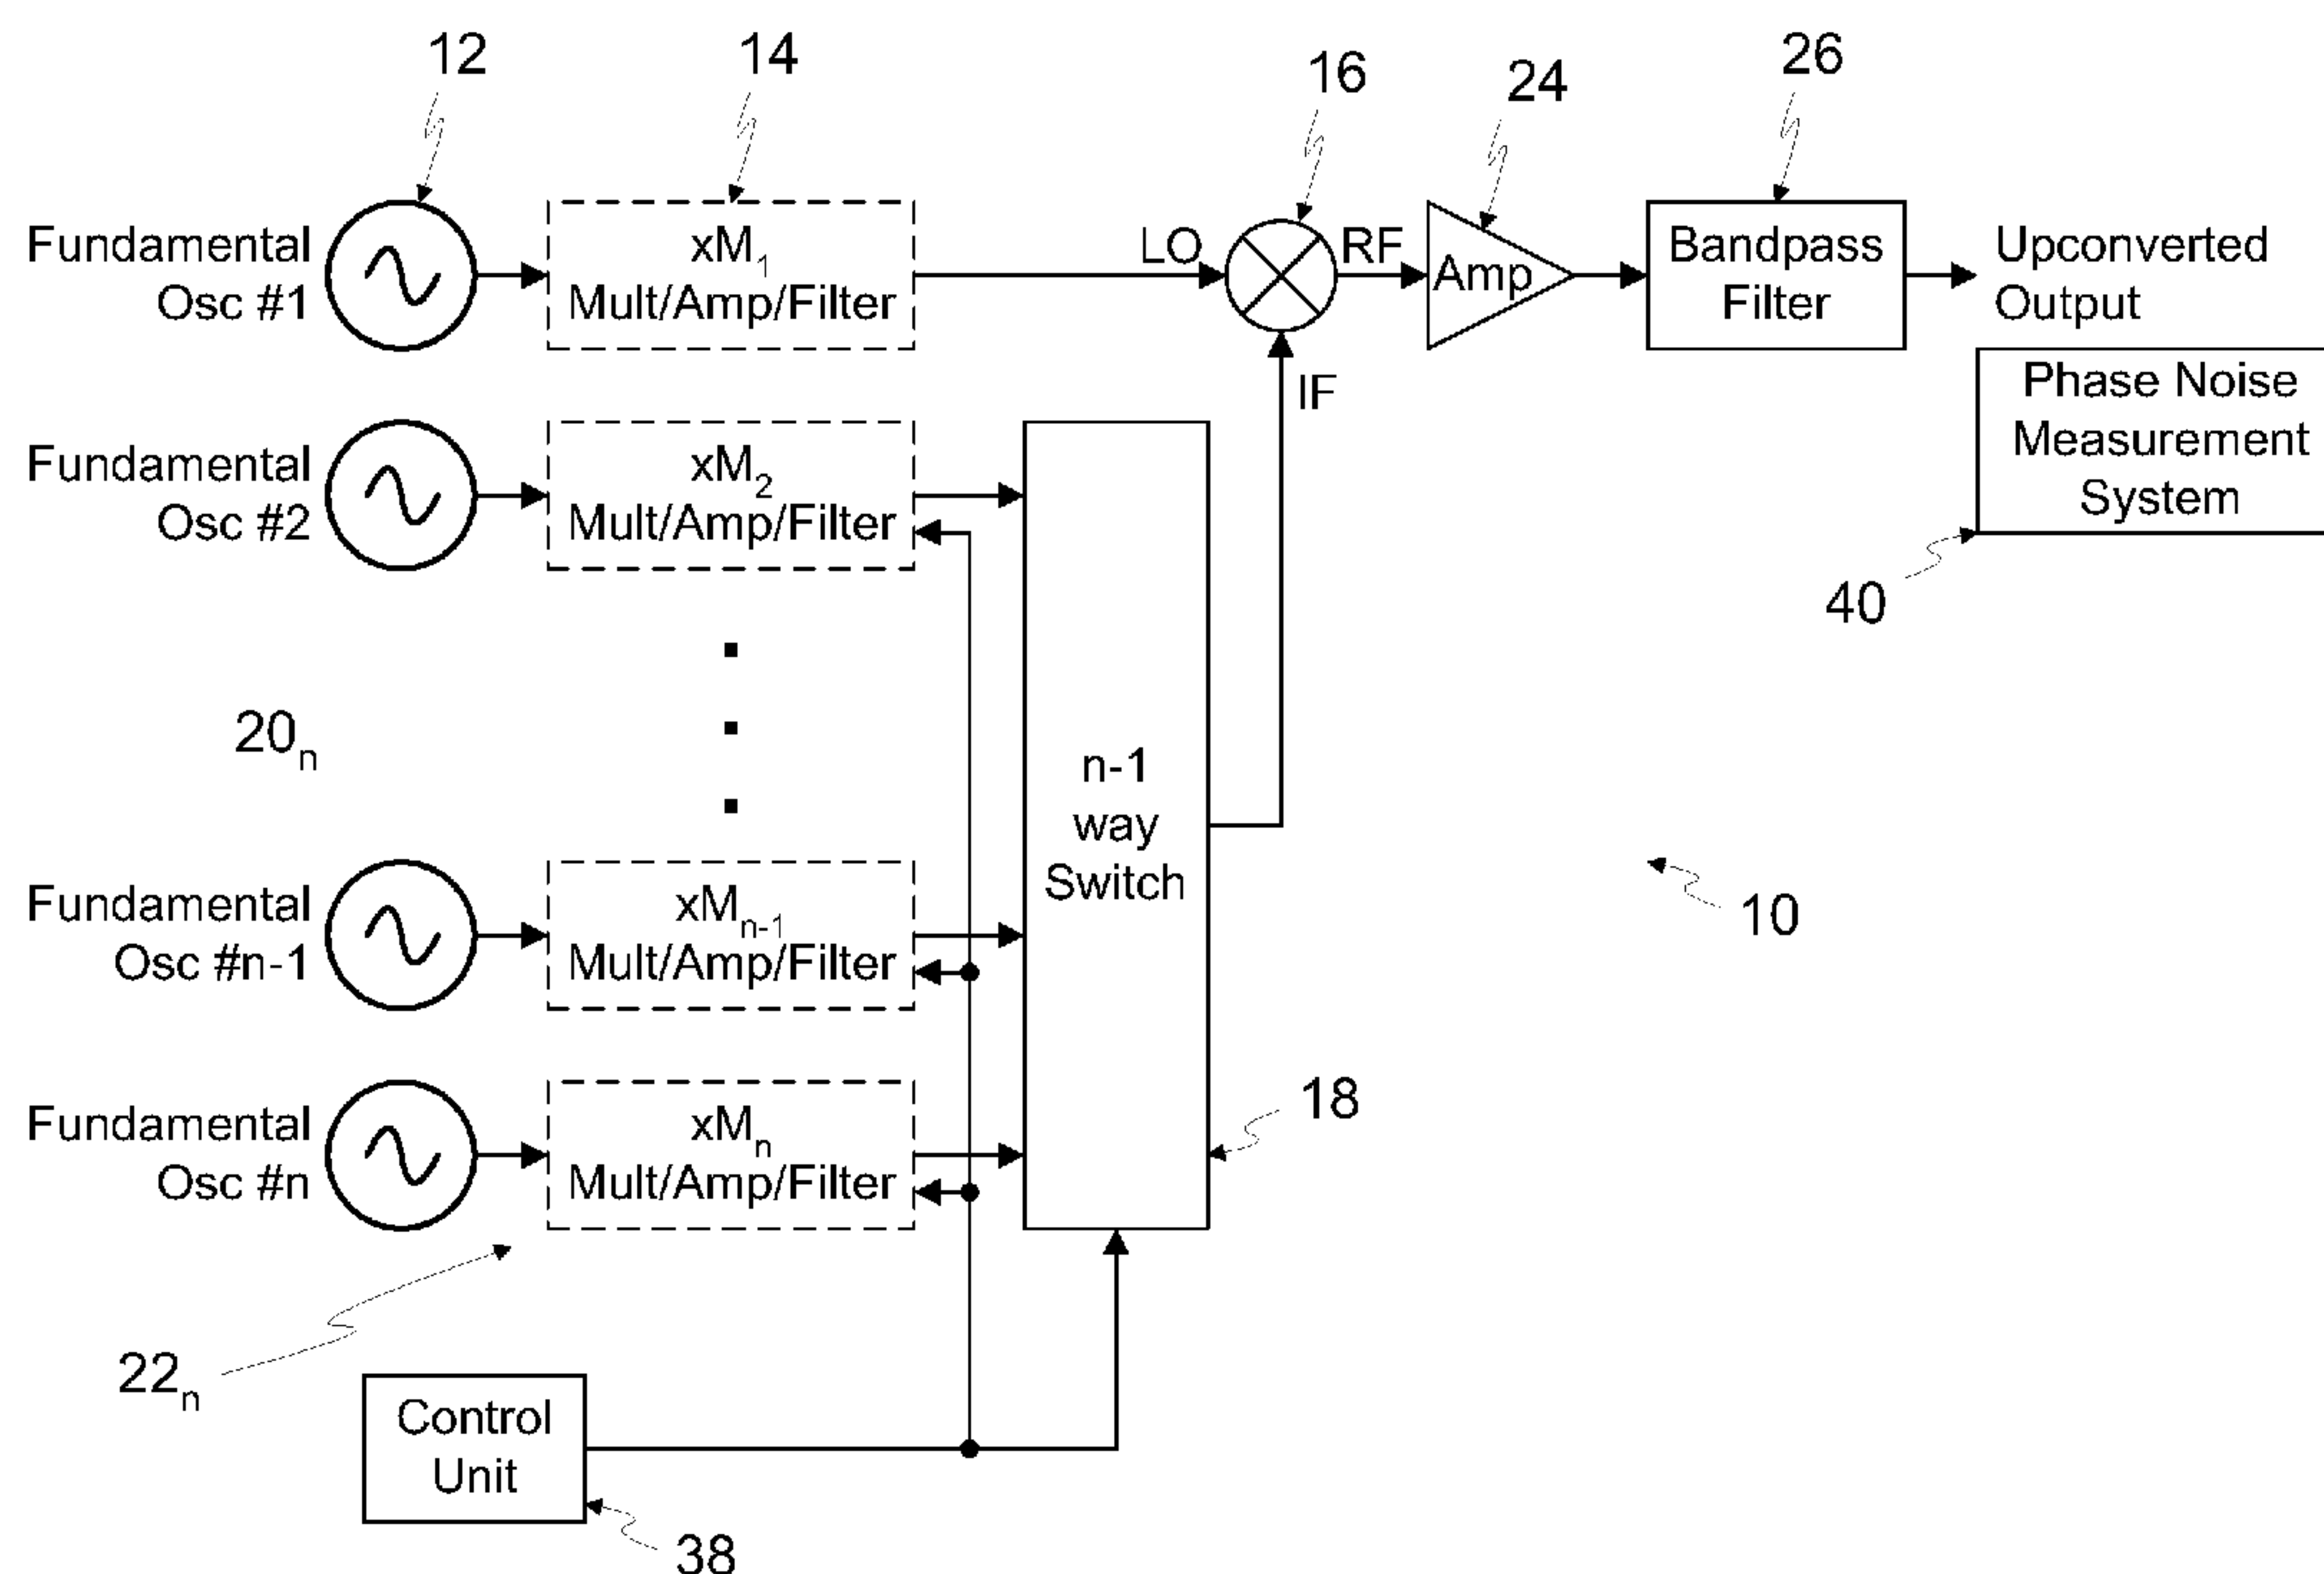 12
14
16
24
26
Fundamental
Osc #1
xM₁
Mult/Amp/Filter
LO
RF
Amp
Bandpass
Filter
Upconverted
Output
IF
Phase Noise
Measurement
System
40
Fundamental
Osc #2
xM₂
Mult/Amp/Filter
20ₙ
n-1
way
Switch
10
Fundamental
Osc #n-1
xMₙ₋₁
Mult/Amp/Filter
Fundamental
Osc #n
xMₙ
Mult/Amp/Filter
18
22ₙ
Control
Unit
38